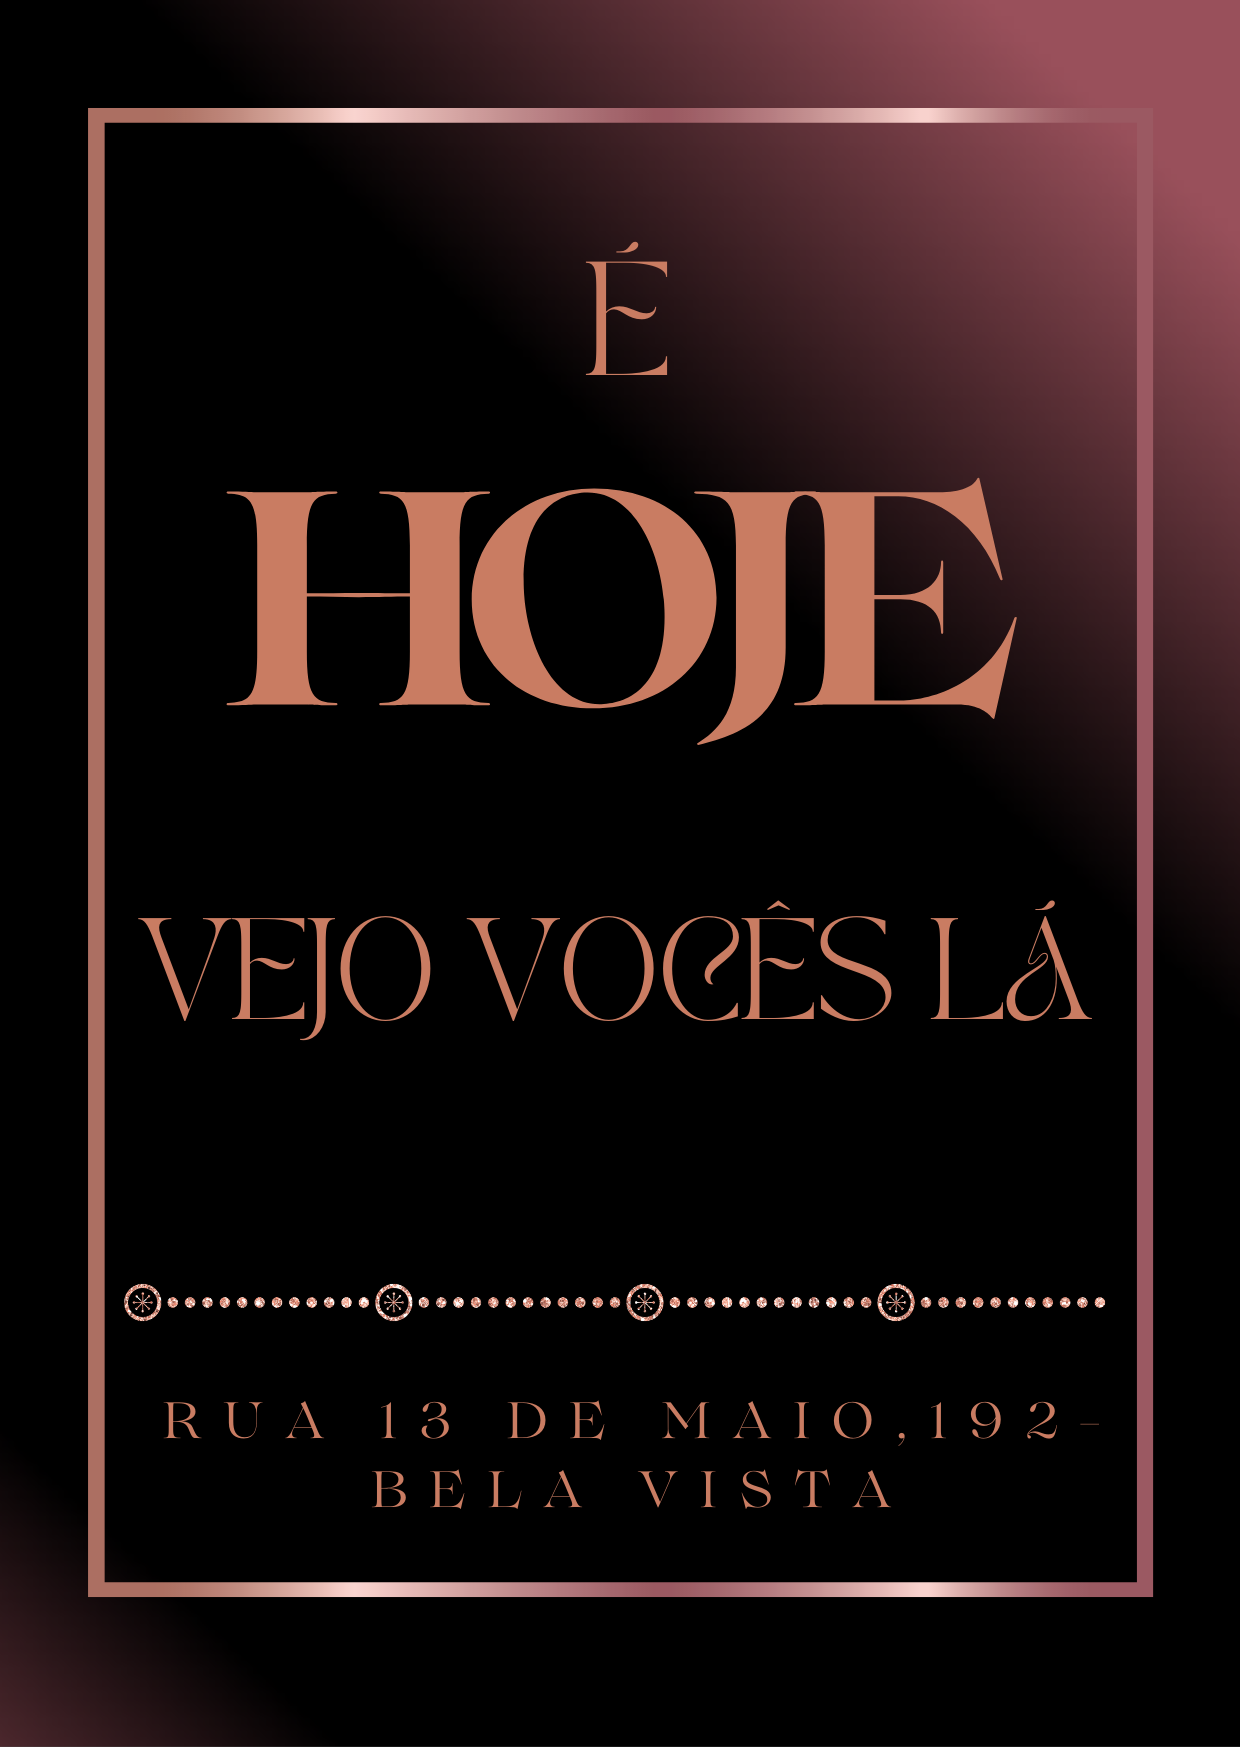 É
HOJE
VEJO VOCÊS LÁ
RUA 13 DE MAIO,192-
BELA VISTA